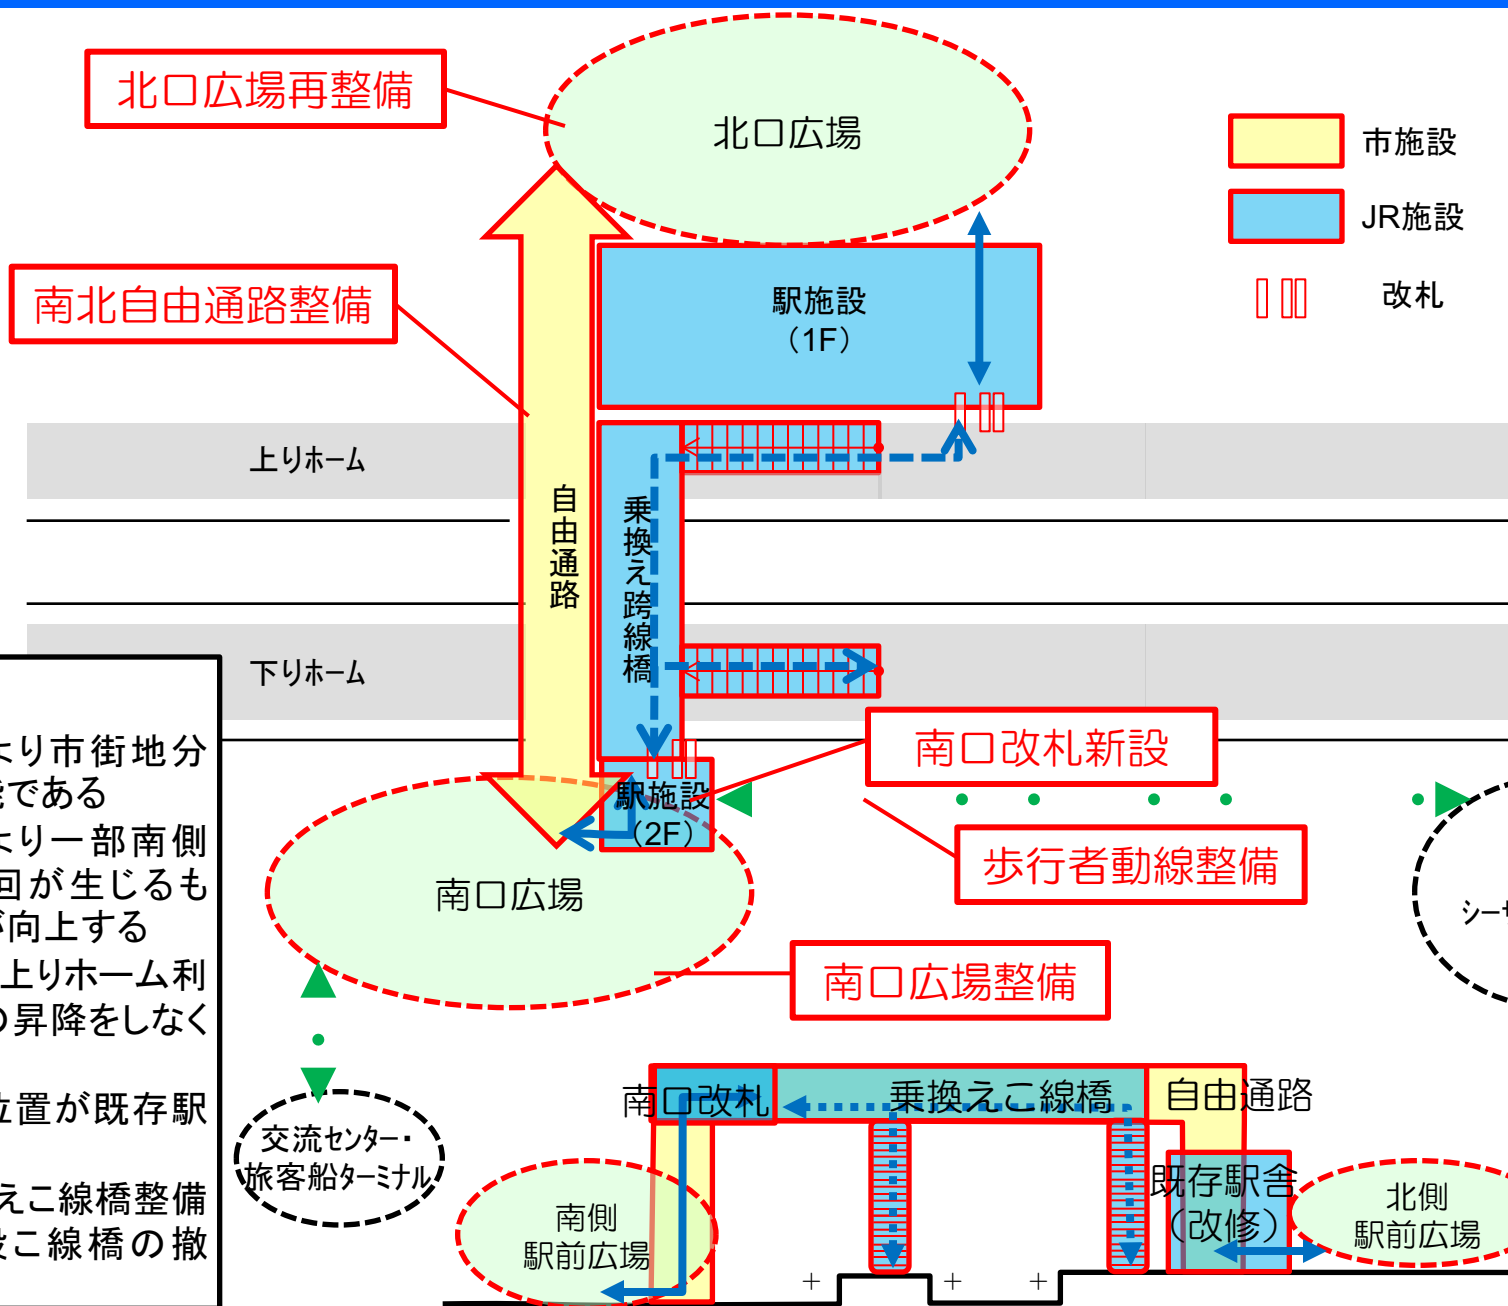 北口広場再整備
北口広場
市施設
JR施設
改札
南北自由通路整備
駅施設
（1F）
上りホーム
自由通路
乗換え跨線橋
下りホーム
南口改札新設
駅施設
（2F）
歩行者動線整備
南口広場
南口広場整備
シーサ
より市街地分
能である
より一部南側
回が生じるも
が向上する
上りホーム利
の昇降をしなく
位置が既存駅
えこ線橋整備
設こ線橋の撤
交流センター・
旅客船ターミナル
南口改札
乗換えこ線橋
自由通路
既存駅舎
（改修）
南側
駅前広場
北側
駅前広場